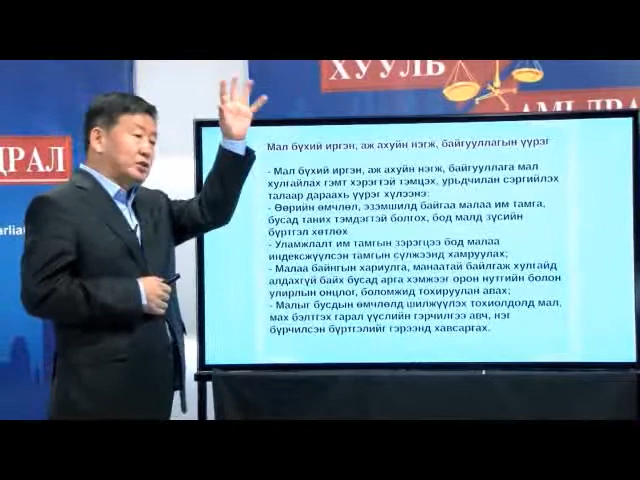 ХУУЛЬ
АМЬДРАЛ
ДРАЛ
arlia
Мал бүхий иргэн, аж ахуйн нэгж, байгууллагын үүрэг
- Мал бүхий иргэн, аж ахуйн нэгж, байгууллага мал
хулгайлах гэмт хэрэгтэй тэмцэх, урьдчилан сэргийлэх
талаар дараахь үүрэг хүлээнэ:
- Өөрийн өмчлөл, эзэмшилд байгаа малаа им тамга,
бусад таних тэмдэгтэй болгох, бод малд зүсийн
бүртгэл хөтлөх
- Уламжлалт им тамгын зэрэгцээ бод малаа
индексжүүлсэн тамгын сүлжээнд хамруулах;
- Малаа байнгын хариулга, манаатай байлгаж хулгайд
алдахгүй байх бусад арга хэмжээг орон нутгийн болон
улирлын онцлог, боломжид тохируулан авах;
- Малыг бусдын өмчлөлд шилжүүлэх тохиолдолд мал,
мах бэлтгэх гарал үүслийн гэрчилгээ авч, нэг
бүрчилсэн бүртгэлийг гэрээнд хавсаргах.